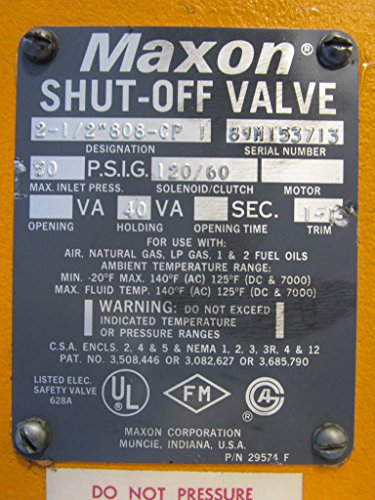 Maxon®
SHUT-OFF VALVE
2-1/2"808-CP 1 89M153713
DESIGNATION SERIAL NUMBER
50 P.S.I.G. 120/60
MAX. INLET PRESS. SOLENOID/CLUTCH MOTOR
VA 40 VA SEC.
OPENING HOLDING OPENING TIME TRIM
FOR USE WITH:
AIR, NATURAL GAS, LP GAS, 1 & 2 FUEL OILS
AMBIENT TEMPERATURE RANGE:
MIN. -20°F MAX. 140°F (AC) 125°F (DC & 7000)
MAX. FLUID TEMP. 140°F (AC) 125°F (DC & 7000)
WARNING: DO NOT EXCEED
INDICATED TEMPERATURE
OR PRESSURE RANGES
C.S.A. ENCLS. 2, 4 & 5 & NEMA 1, 2, 3, 3R, 4 & 12
PAT. NO. 3,508,446 OR 3,082,627 OR 3,685,790
LISTED ELEC.
SAFETY VALVE
628A
UL
FM
AG
MAXON CORPORATION
MUNCIE, INDIANA, U.S.A.
P/N 29574 F
DO NOT PRESSURE